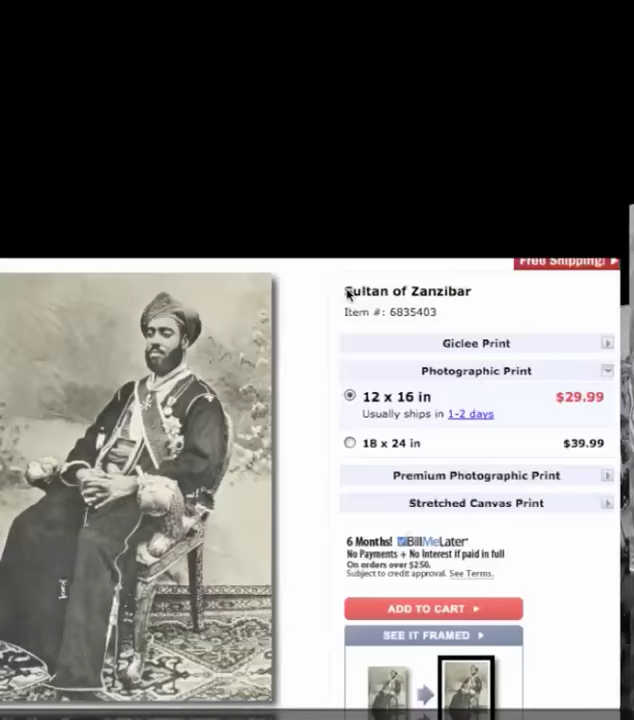 Free Shipping!
Sultan of Zanzibar
Item #: 6835403
Giclee Print
Photographic Print
12 x 16 in
$29.99
Usually ships in 1-2 days
18 x 24 in
$39.99
Premium Photographic Print
Stretched Canvas Print
6 Months! BillMeLater
No Payments + No Interest if paid in full
On orders over $250.
Subject to credit approval. See Terms.
ADD TO CART
SEE IT FRAMED